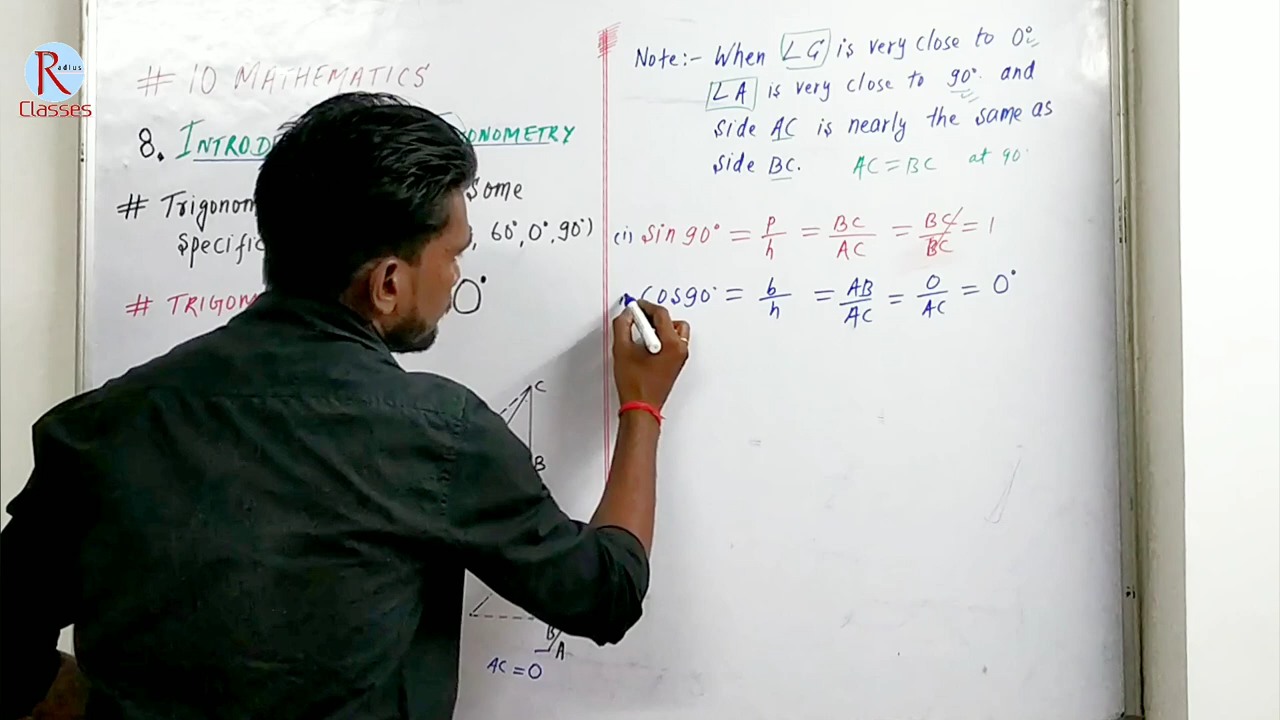 Radius
Classes
# 10 MATHEMATICS
8. INTROD ONOMETRY
# Trigonom some
specific , 60°, 0°, 90°)
# TRIGONO 0°
C
B
B
A
AC = 0
Note:- When ∠C is very close to 0°,
∠A is very close to 90° and
side AC is nearly the same as
side BC. AC = BC at 90°
(i) Sin 90° = P/h = BC/AC = BC/BC = 1
Cos 90° = b/h = AB/AC = 0/AC = 0°